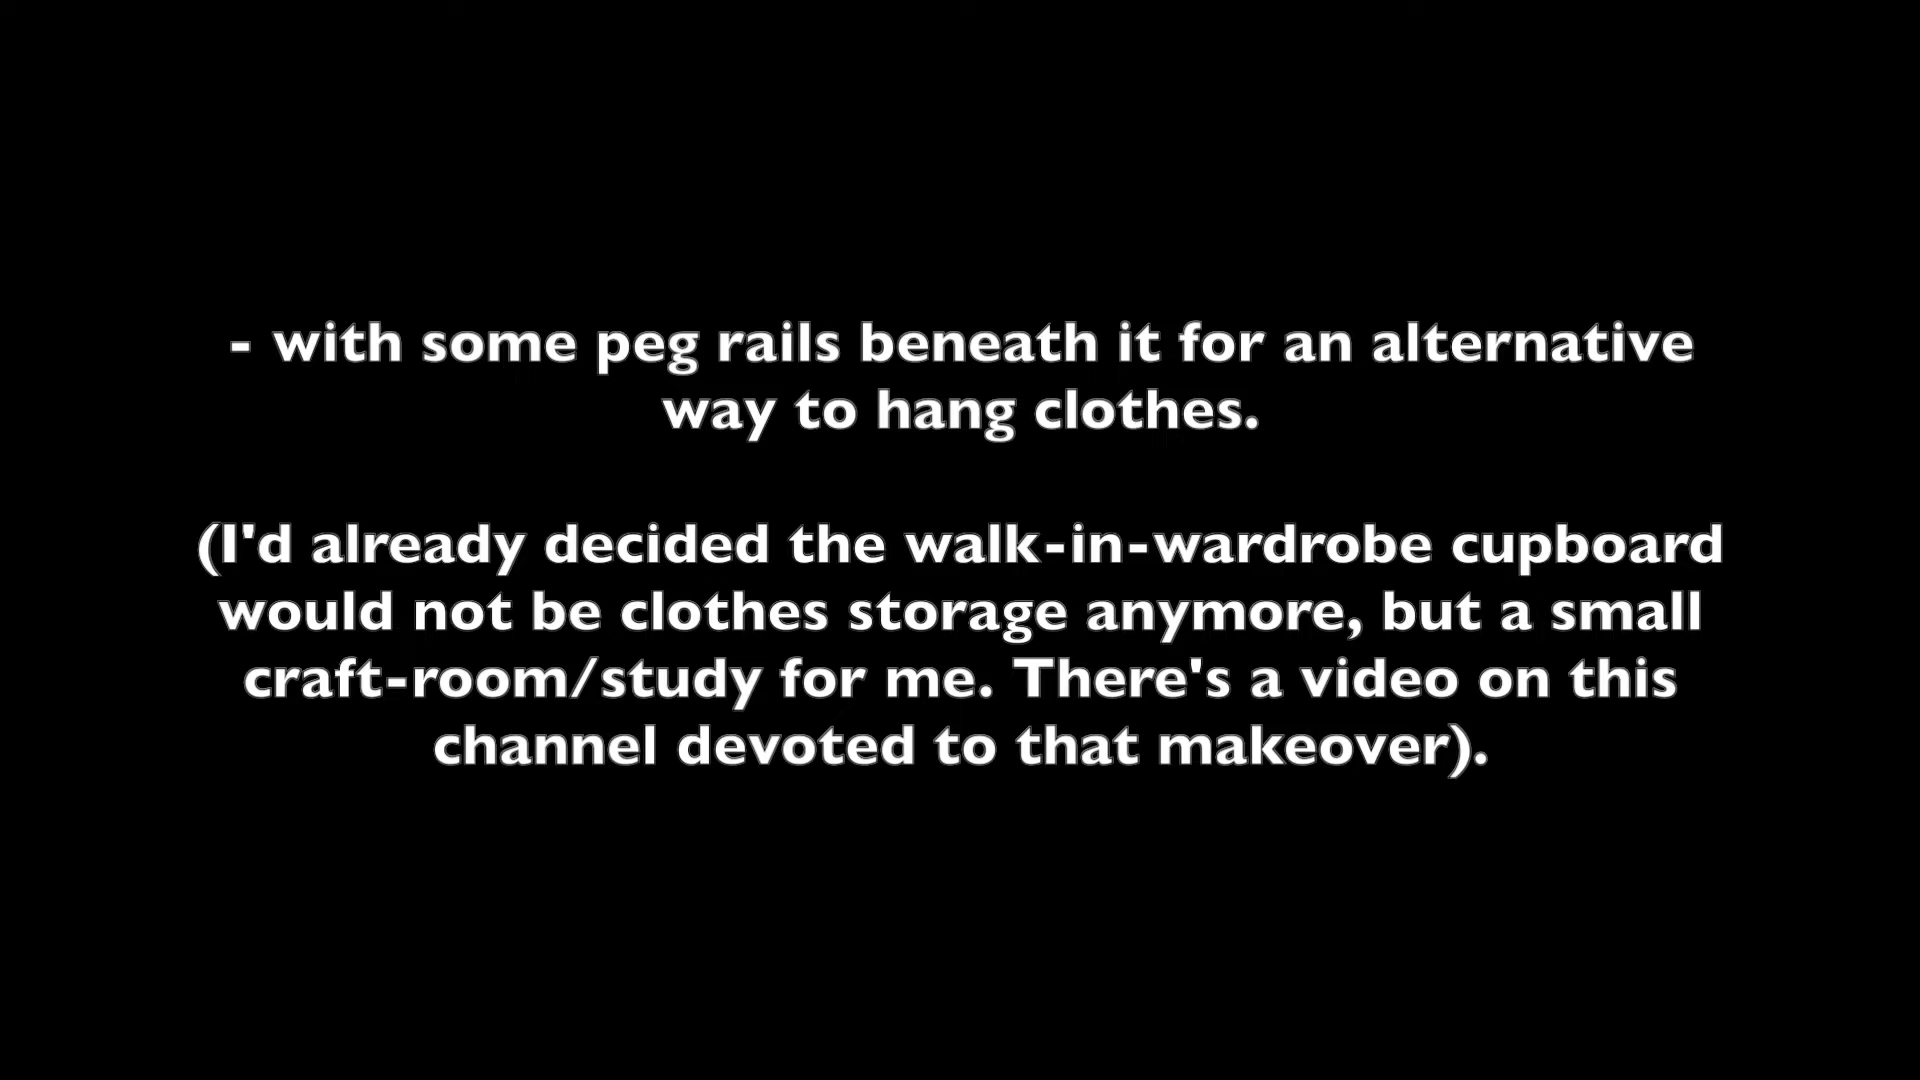 - with some peg rails beneath it for an alternative
way to hang clothes.
(I'd already decided the walk-in-wardrobe cupboard
would not be clothes storage anymore, but a small
craft-room/study for me. There's a video on this
channel devoted to that makeover).